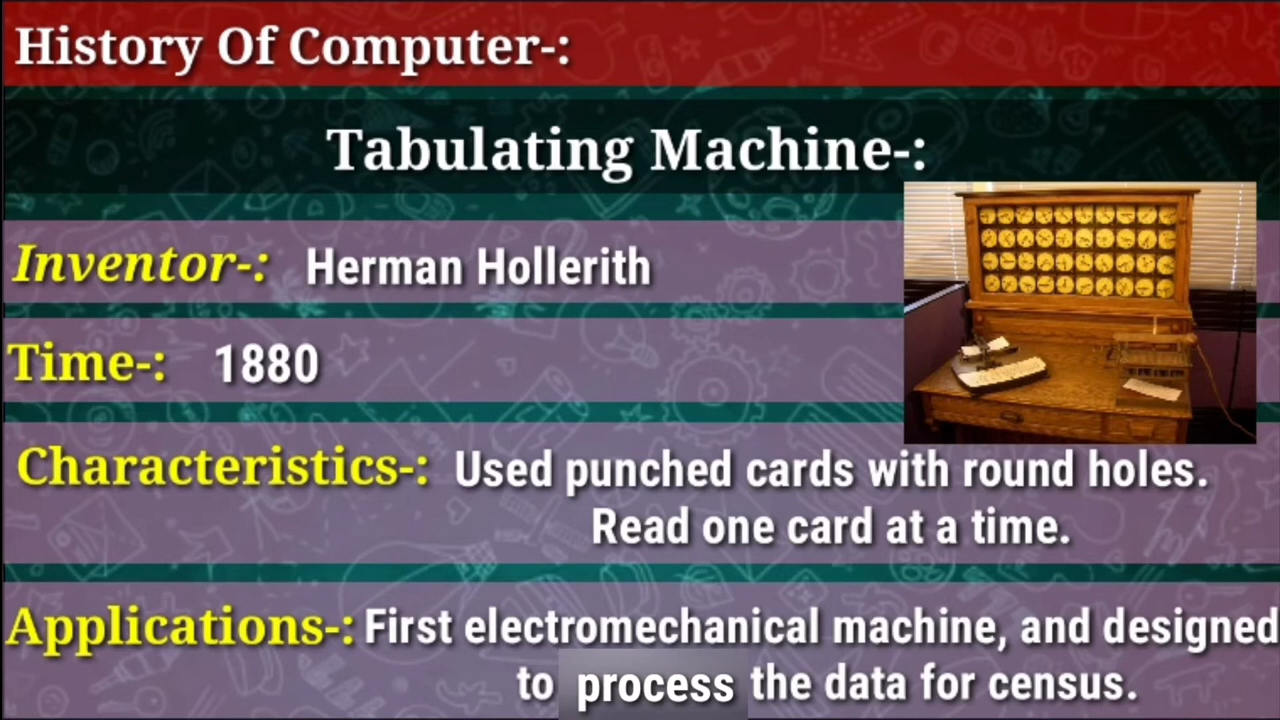 History Of Computer-:
Tabulating Machine-:
Inventor-: Herman Hollerith
Time-: 1880
Characteristics-: Used punched cards with round holes.
Read one card at a time.
Applications-: First electromechanical machine, and designed
to process the data for census.